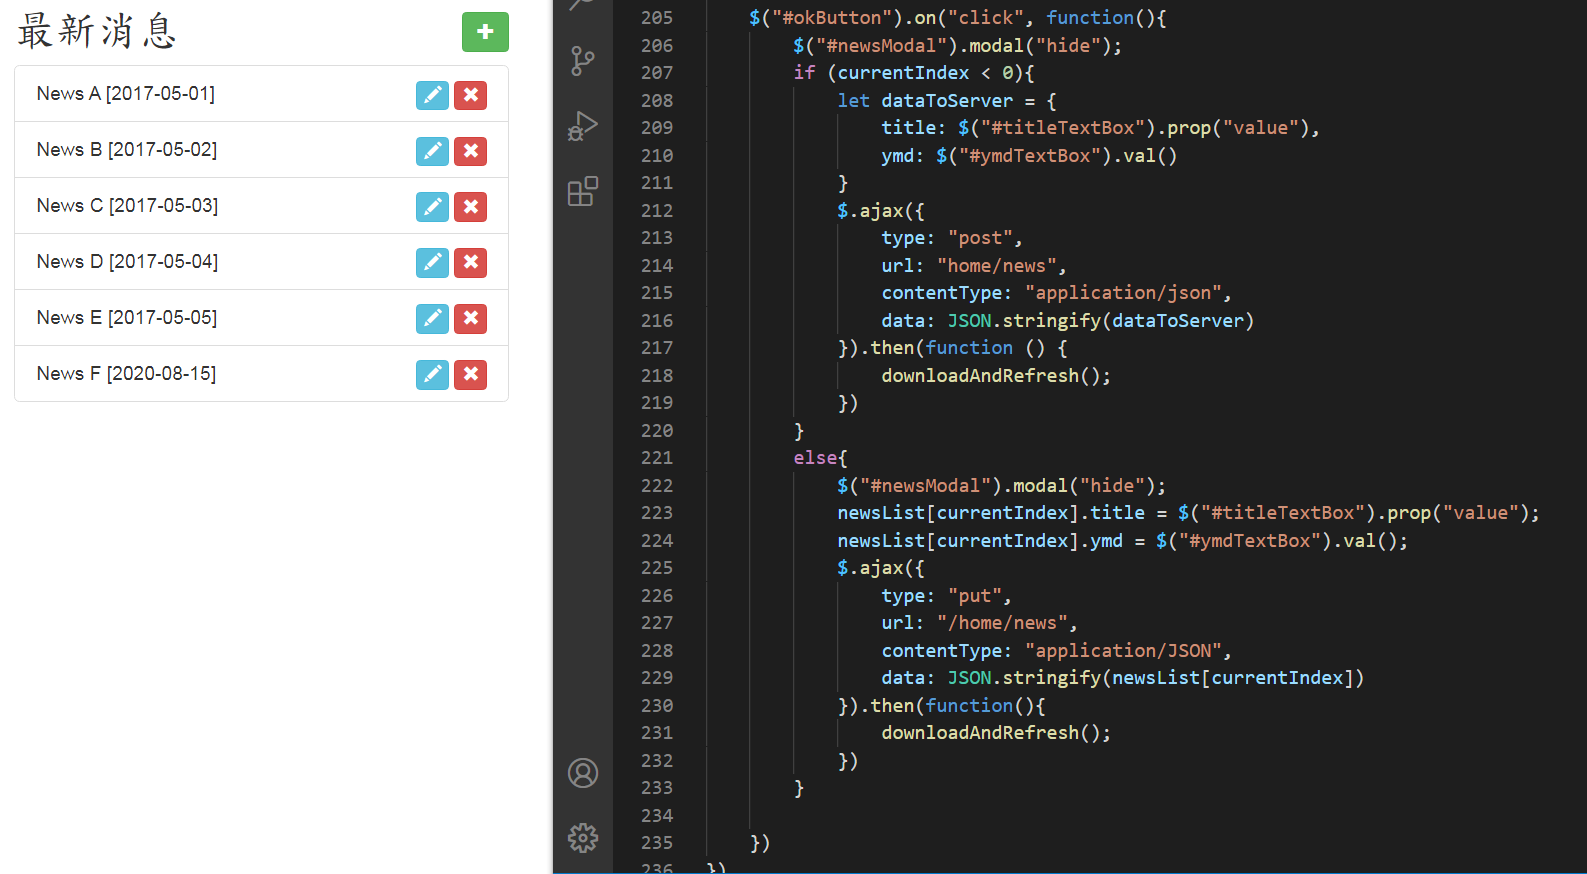 最新消息
News A [2017-05-01]
News B [2017-05-02]
News C [2017-05-03]
News D [2017-05-04]
News E [2017-05-05]
News F [2020-08-15]
205 $("#okButton").on("click", function(){
206 $("#newsModal").modal("hide");
207 if (currentIndex < 0){
208 let dataToServer = {
209 title: $("#titleTextBox").prop("value"),
210 ymd: $("#ymdTextBox").val()
211 }
212 $.ajax({
213 type: "post",
214 url: "home/news",
215 contentType: "application/json",
216 data: JSON.stringify(dataToServer)
217 }).then(function () {
218 downloadAndRefresh();
219 })
220 }
221 else{
222 $("#newsModal").modal("hide");
223 newsList[currentIndex].title = $("#titleTextBox").prop("value");
224 newsList[currentIndex].ymd = $("#ymdTextBox").val();
225 $.ajax({
226 type: "put",
227 url: "/home/news",
228 contentType: "application/JSON",
229 data: JSON.stringify(newsList[currentIndex])
230 }).then(function(){
231 downloadAndRefresh();
232 })
233 }
234
235 })
236 })